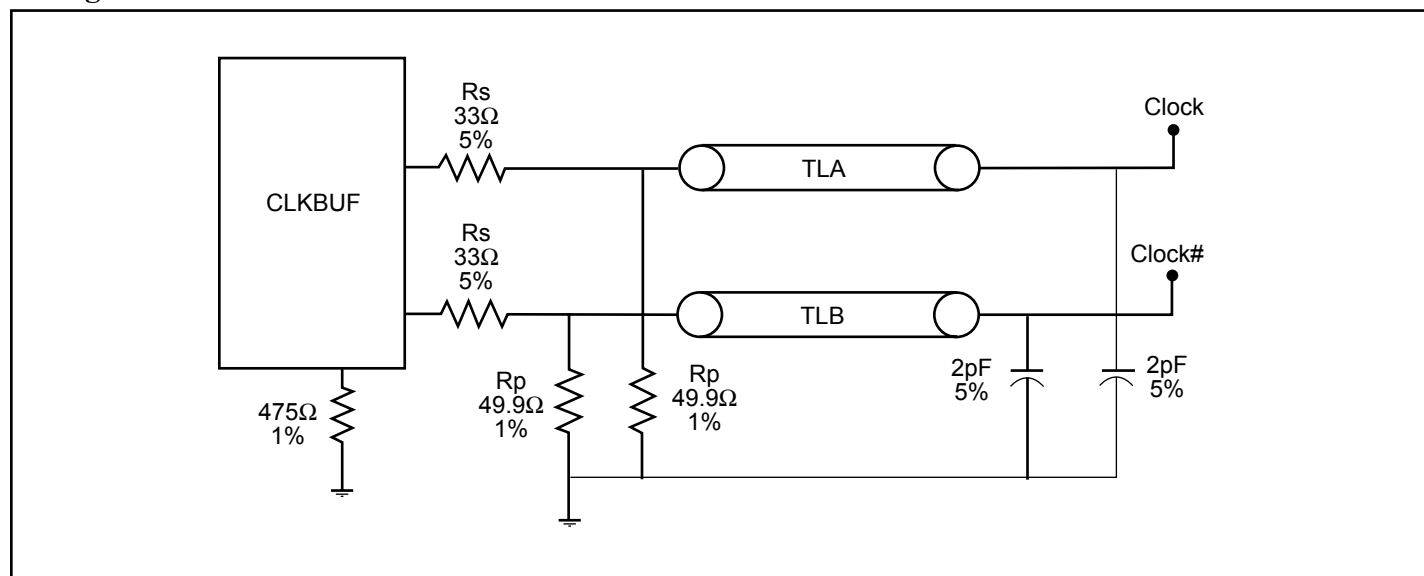 Rs
33Ω
5%
Clock
TLA
CLKBUF
Rs
33Ω
5%
Clock#
TLB
475Ω
1%
Rp
49.9Ω
1%
Rp
49.9Ω
1%
2pF
5%
2pF
5%